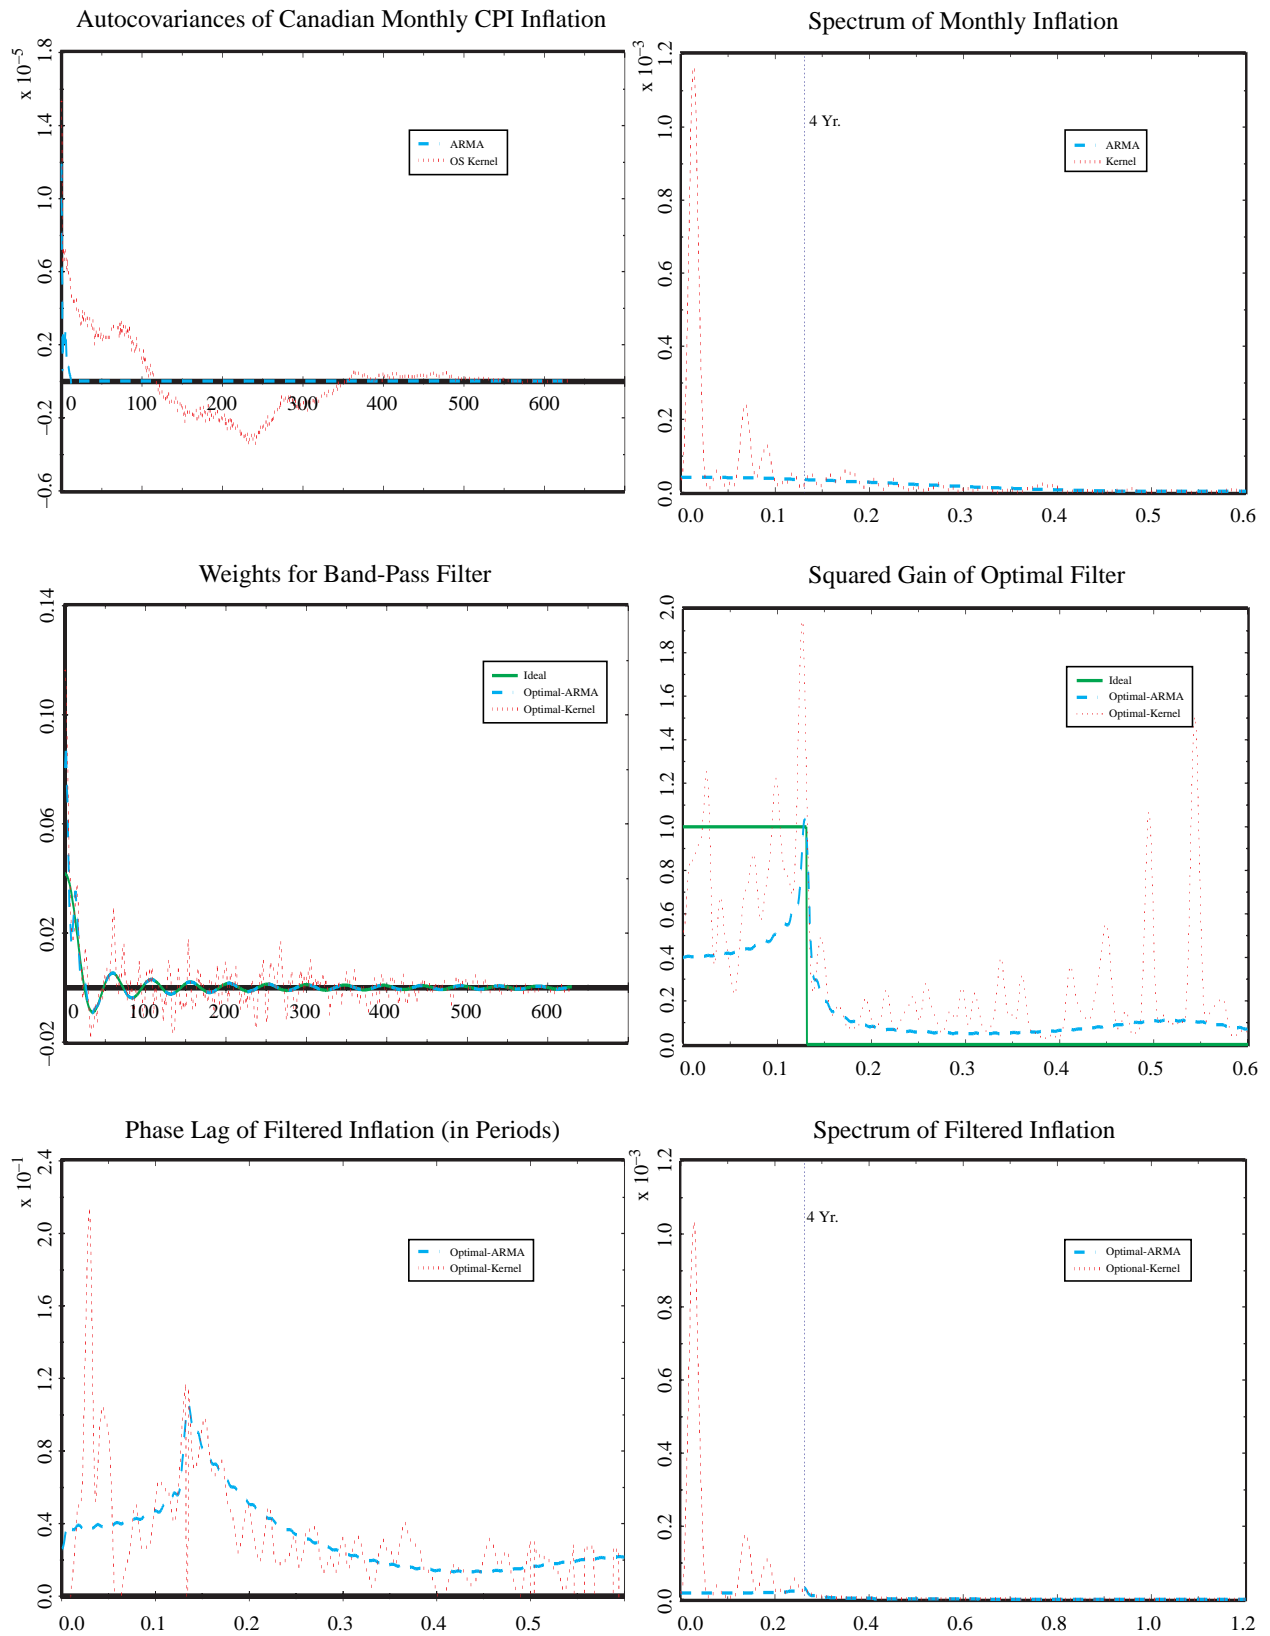 Autocovariances of Canadian Monthly CPI Inflation
x 10–5
1.8
1.4
1.0
0.6
0.2
–0.2
–0.6
0 100 200 300 400 500 600
ARMA
OS Kernel
Spectrum of Monthly Inflation
x 10–3
1.2
1.0
0.8
0.6
0.4
0.2
0.0
0.0 0.1 0.2 0.3 0.4 0.5 0.6
4 Yr.
ARMA
Kernel
Weights for Band-Pass Filter
0.14
0.10
0.06
0.02
–0.02
0 100 200 300 400 500 600
Ideal
Optimal-ARMA
Optimal-Kernel
Squared Gain of Optimal Filter
2.0
1.8
1.6
1.4
1.2
1.0
0.8
0.6
0.4
0.2
0.0
0.0 0.1 0.2 0.3 0.4 0.5 0.6
Ideal
Optimal-ARMA
Optimal-Kernel
Phase Lag of Filtered Inflation (in Periods)
x 10–1
2.4
2.0
1.6
1.2
0.8
0.4
0.0
0.0 0.1 0.2 0.3 0.4 0.5
Optimal-ARMA
Optimal-Kernel
Spectrum of Filtered Inflation
x 10–3
1.2
1.0
0.8
0.6
0.4
0.2
0.0
0.0 0.2 0.4 0.6 0.8 1.0 1.2
4 Yr.
Optimal-ARMA
Optional-Kernel